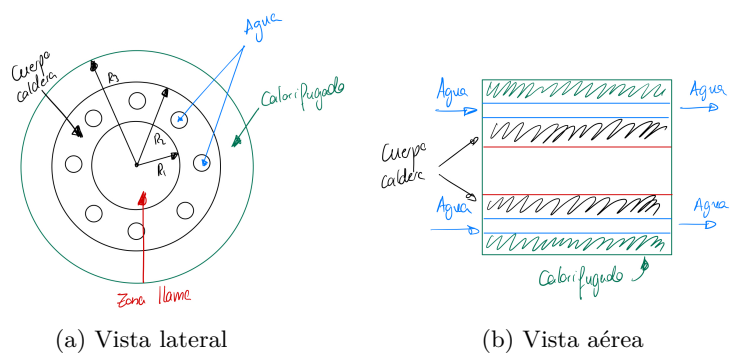 Agua
Cuerpo
caldera
R3
R2
R1
Calorifugado
Zona llama
(a) Vista lateral
Agua
Agua
Cuerpo
caldera
Agua
Agua
Calorifugado
(b) Vista aérea